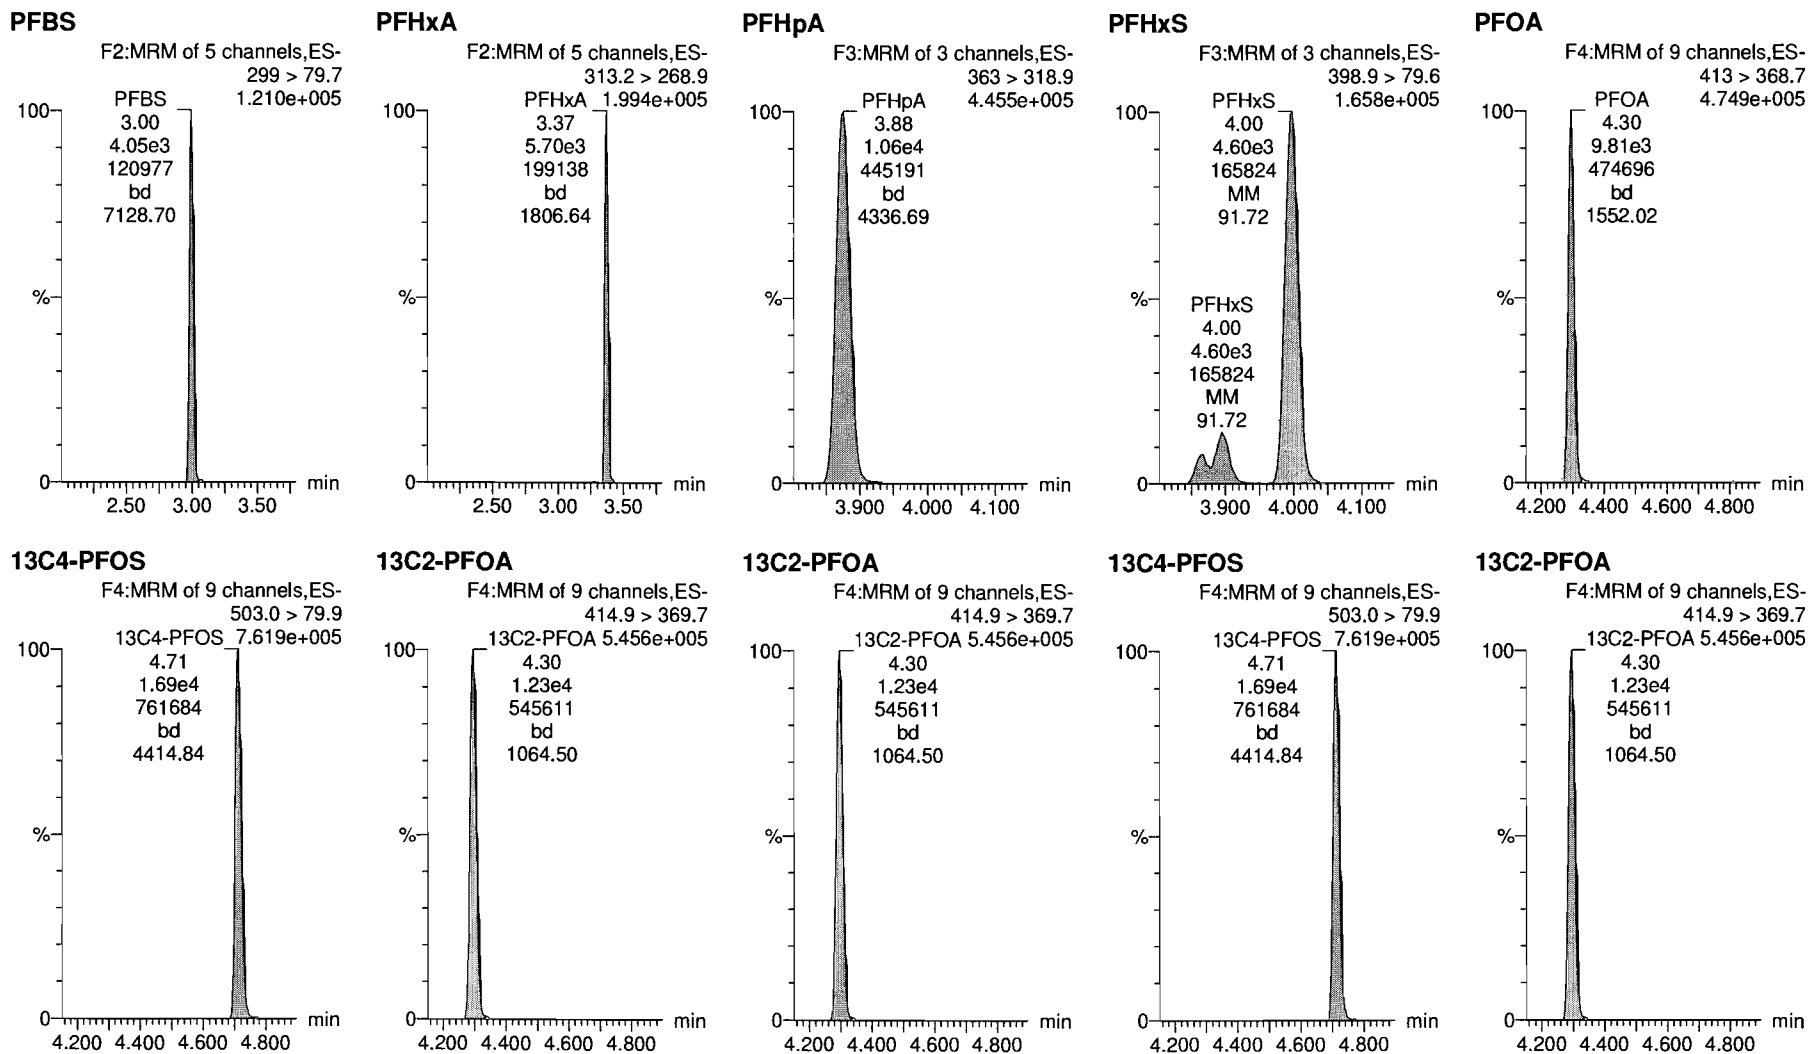 PFBS
F2:MRM of 5 channels,ES-
299 > 79.7
1.210e+005
PFBS
3.00
4.05e3
120977
bd
7128.70
100
%
0
2.50 3.00 3.50
min
PFHxA
F2:MRM of 5 channels,ES-
313.2 > 268.9
1.994e+005
PFHxA
3.37
5.70e3
199138
bd
1806.64
100
%
0
2.50 3.00 3.50
min
PFHpA
F3:MRM of 3 channels,ES-
363 > 318.9
4.455e+005
PFHpA
3.88
1.06e4
445191
bd
4336.69
100
%
0
3.900 4.000 4.100
min
PFHxS
F3:MRM of 3 channels,ES-
398.9 > 79.6
1.658e+005
PFHxS
4.00
4.60e3
165824
MM
91.72
PFHxS
4.00
4.60e3
165824
MM
91.72
100
%
0
3.900 4.000 4.100
min
PFOA
F4:MRM of 9 channels,ES-
413 > 368.7
4.749e+005
PFOA
4.30
9.81e3
474696
bd
1552.02
100
%
0
4.200 4.400 4.600 4.800
min
13C4-PFOS
F4:MRM of 9 channels,ES-
503.0 > 79.9
13C4-PFOS 7.619e+005
4.71
1.69e4
761684
bd
4414.84
100
%
0
4.200 4.400 4.600 4.800
min
13C2-PFOA
F4:MRM of 9 channels,ES-
414.9 > 369.7
13C2-PFOA 5.456e+005
4.30
1.23e4
545611
bd
1064.50
100
%
0
4.200 4.400 4.600 4.800
min
13C2-PFOA
F4:MRM of 9 channels,ES-
414.9 > 369.7
13C2-PFOA 5.456e+005
4.30
1.23e4
545611
bd
1064.50
100
%
0
4.200 4.400 4.600 4.800
min
13C4-PFOS
F4:MRM of 9 channels,ES-
503.0 > 79.9
13C4-PFOS 7.619e+005
4.71
1.69e4
761684
bd
4414.84
100
%
0
4.200 4.400 4.600 4.800
min
13C2-PFOA
F4:MRM of 9 channels,ES-
414.9 > 369.7
13C2-PFOA 5.456e+005
4.30
1.23e4
545611
bd
1064.50
100
%
0
4.200 4.400 4.600 4.800
min